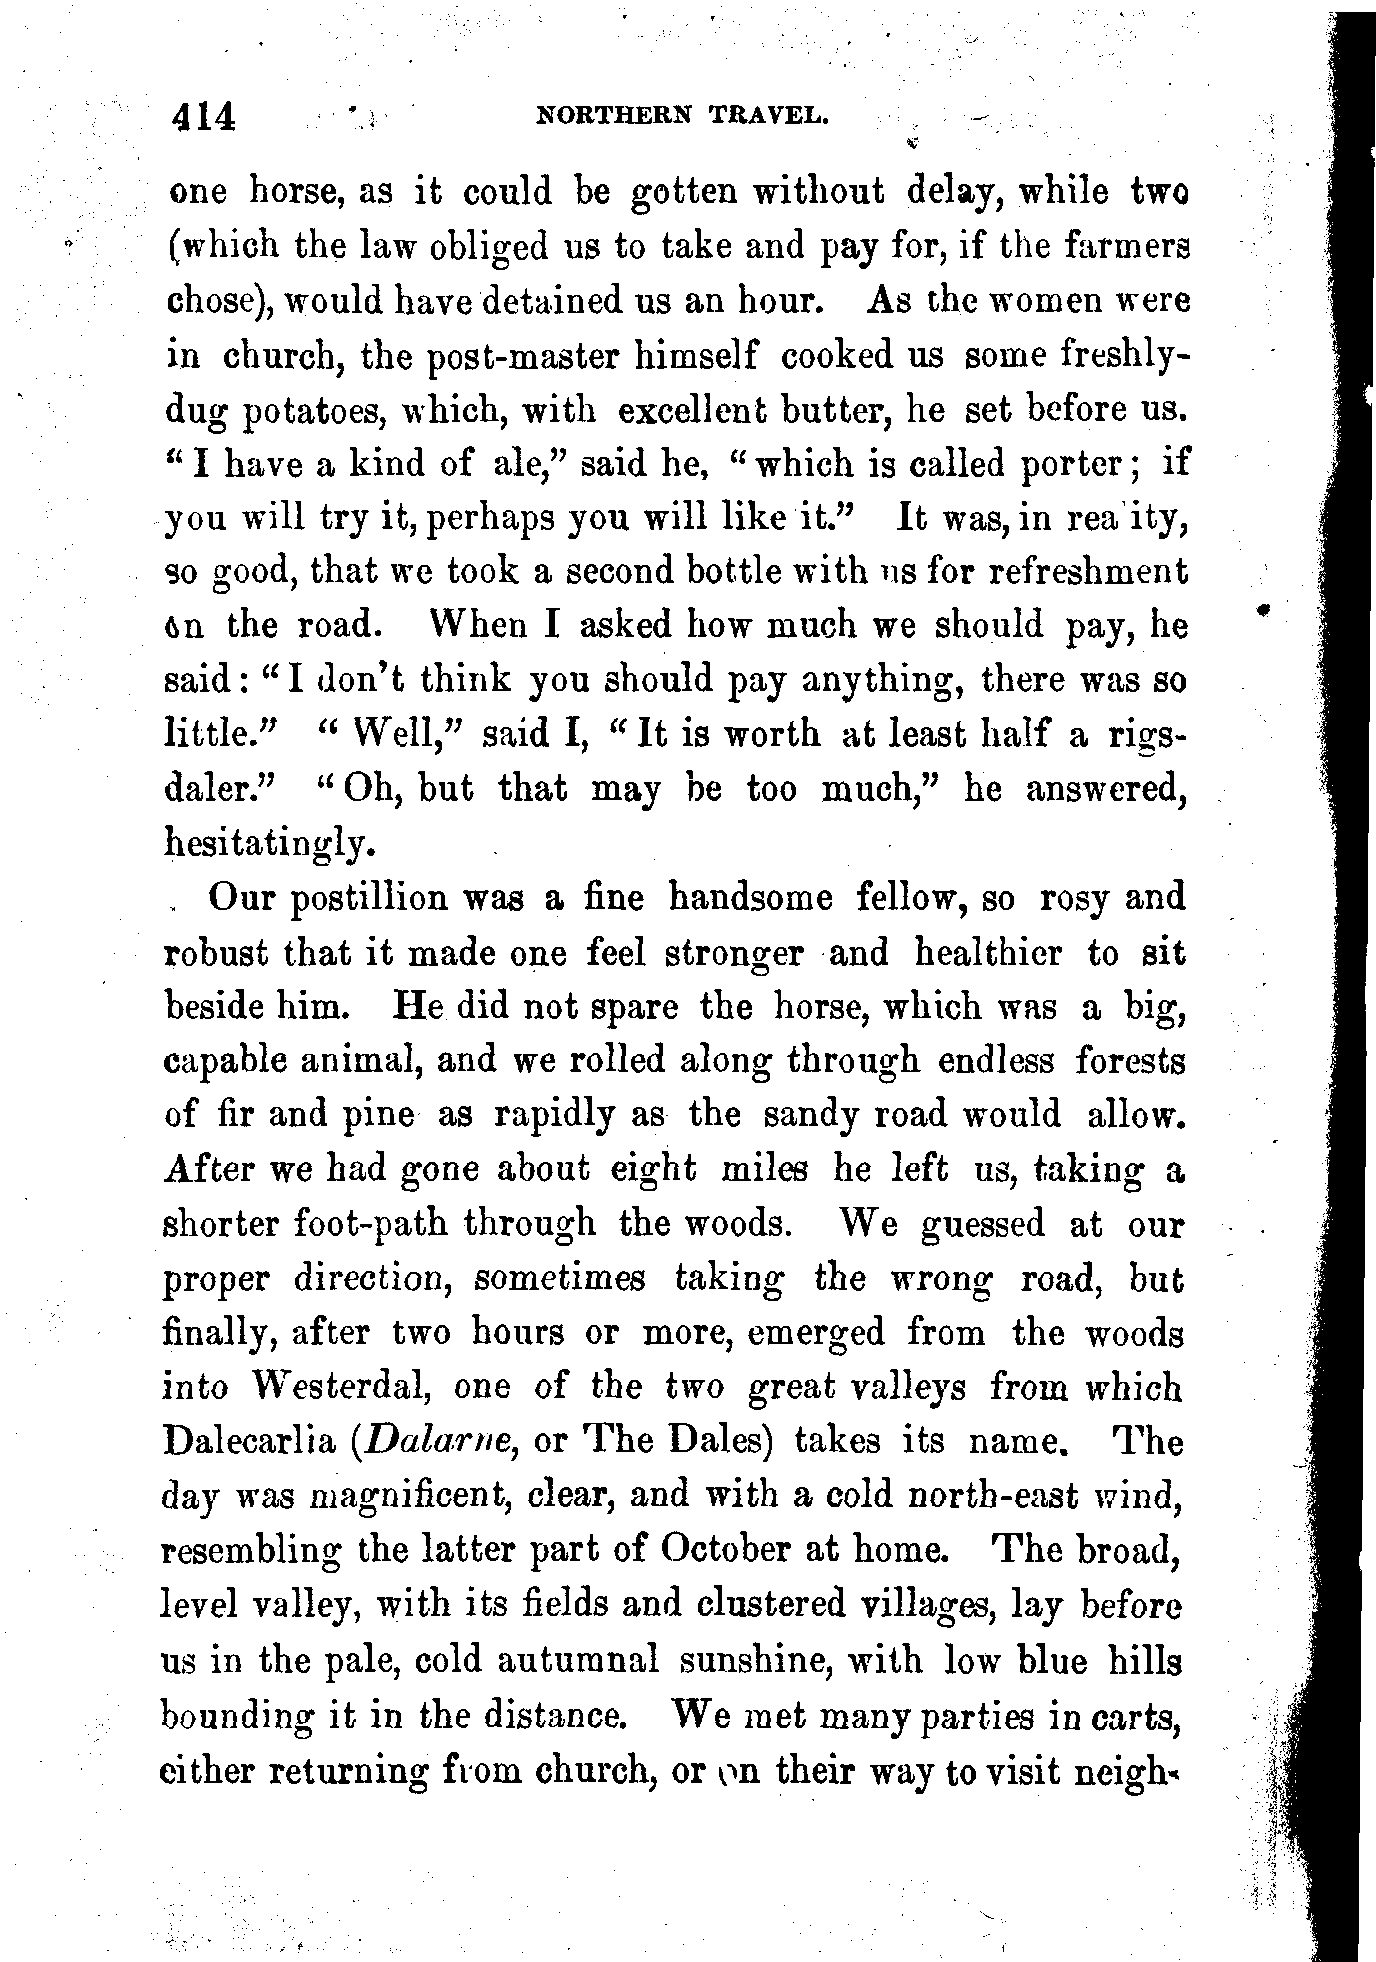 414 NORTHERN TRAVEL.
one horse, as it could be gotten without delay, while two
(which the law obliged us to take and pay for, if the farmers
chose), would have detained us an hour. As the women were
in church, the post-master himself cooked us some freshly-
dug potatoes, which, with excellent butter, he set before us.
“I have a kind of ale,” said he, “which is called porter; if
you will try it, perhaps you will like it.” It was, in rea ity,
so good, that we took a second bottle with us for refreshment
on the road. When I asked how much we should pay, he
said: “I don’t think you should pay anything, there was so
little.” “Well,” said I, “It is worth at least half a rigs-
daler.” “Oh, but that may be too much,” he answered,
hesitatingly.
Our postillion was a fine handsome fellow, so rosy and
robust that it made one feel stronger and healthier to sit
beside him. He did not spare the horse, which was a big,
capable animal, and we rolled along through endless forests
of fir and pine as rapidly as the sandy road would allow.
After we had gone about eight miles he left us, taking a
shorter foot-path through the woods. We guessed at our
proper direction, sometimes taking the wrong road, but
finally, after two hours or more, emerged from the woods
into Westerdal, one of the two great valleys from which
Dalecarlia (Dalarne, or The Dales) takes its name. The
day was magnificent, clear, and with a cold north-east wind,
resembling the latter part of October at home. The broad,
level valley, with its fields and clustered villages, lay before
us in the pale, cold autumnal sunshine, with low blue hills
bounding it in the distance. We met many parties in carts,
either returning from church, or on their way to visit neigh-